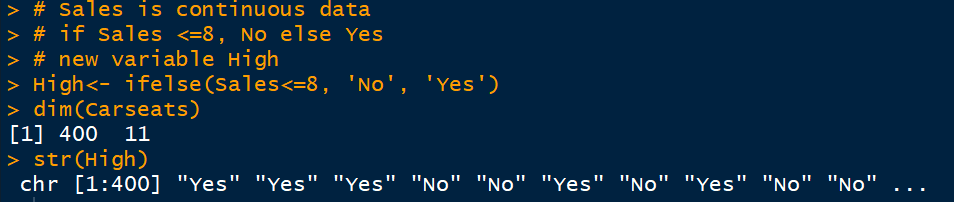 > # Sales is continuous data
> # if Sales <=8, No else Yes
> # new variable High
> High<- ifelse(Sales<=8, 'No', 'Yes')
> dim(Carseats)
[1] 400  11
> str(High)
 chr [1:400] "Yes" "Yes" "Yes" "No" "No" "Yes" "No" "Yes" "No" "No" ...